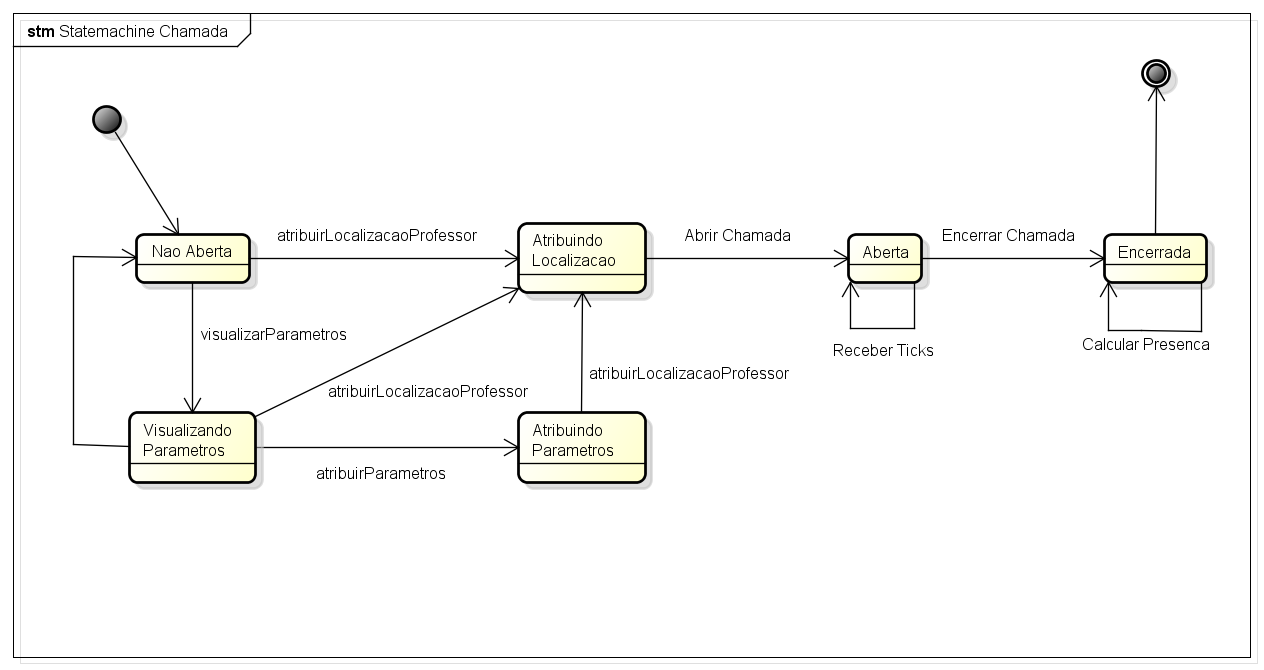 stm Statemachine Chamada
Nao Aberta
atribuirLocalizacaoProfessor
Atribuindo
Localizacao
Abrir Chamada
Aberta
Encerrar Chamada
Encerrada
visualizarParametros
Receber Ticks
Calcular Presenca
atribuirLocalizacaoProfessor
atribuirLocalizacaoProfessor
Visualizando
Parametros
atribuirParametros
Atribuindo
Parametros